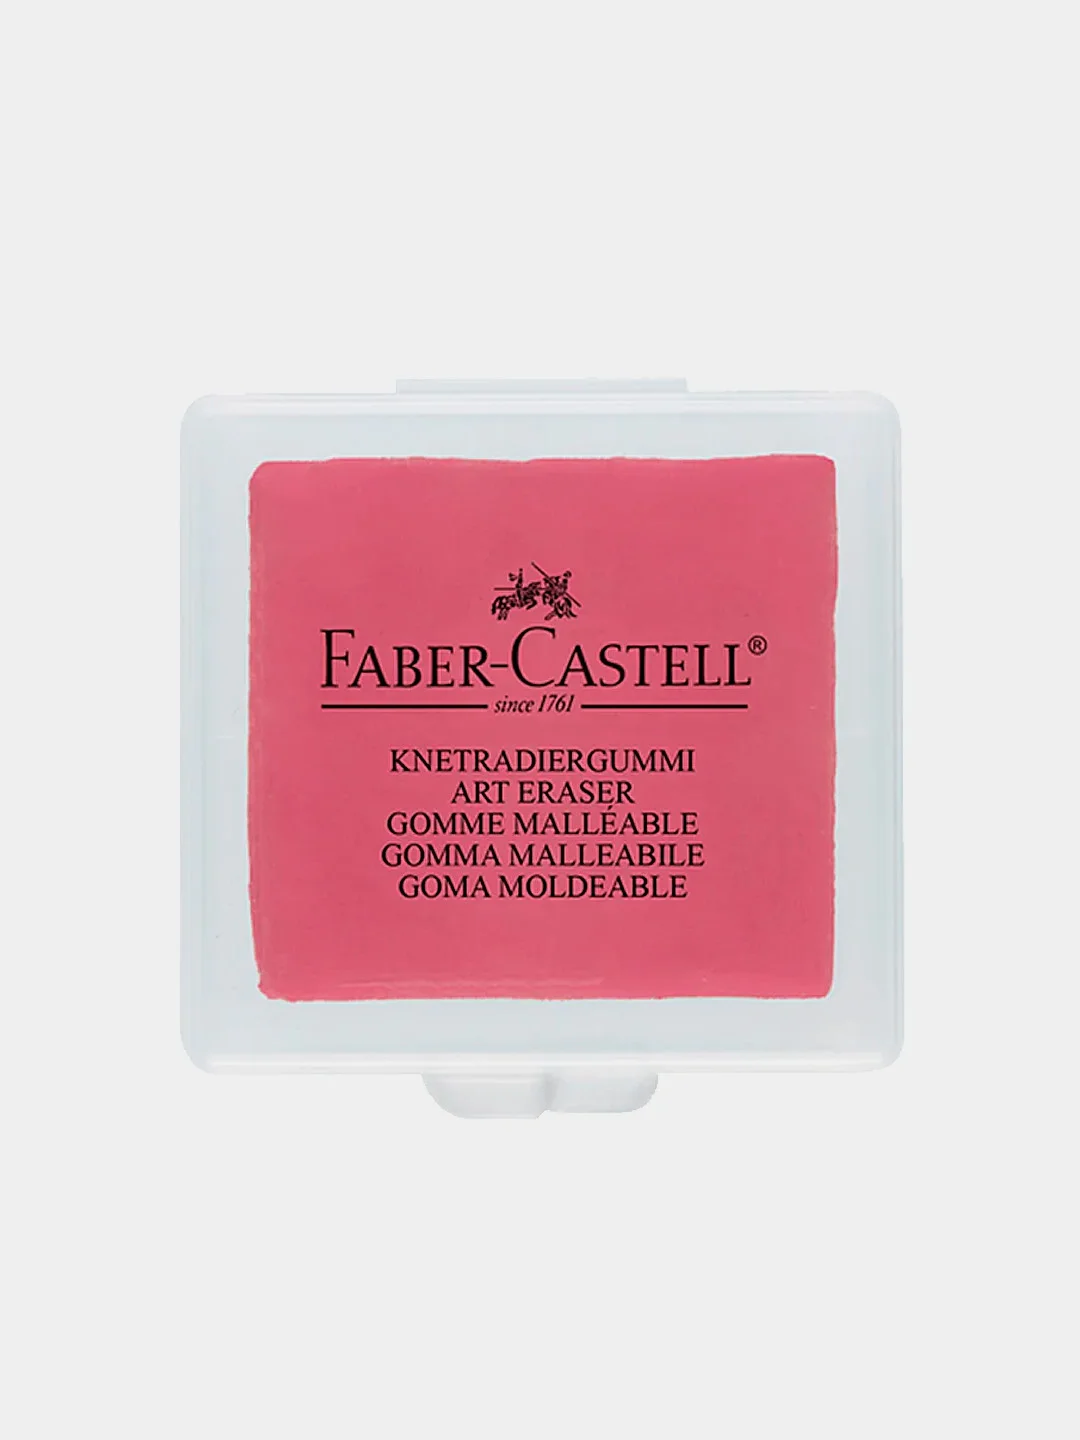 FABER-CASTELL®
since 1761
KNETRADIERGUMMI
ART ERASER
GOMME MALLÉABLE
GOMMA MALLEABILE
GOMA MOLDEABLE